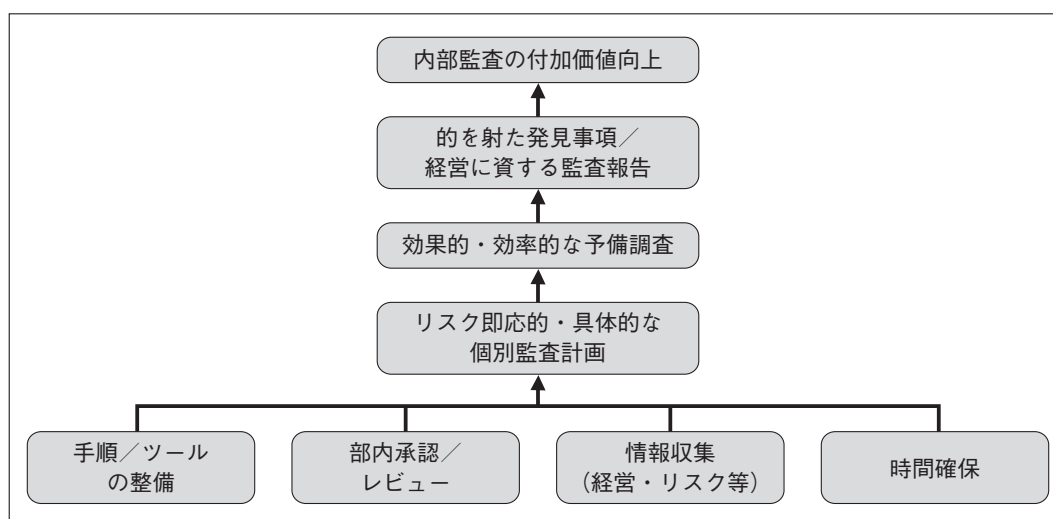 内部監査の付加価値向上
的を射た発見事項／
経営に資する監査報告
効果的・効率的な予備調査
リスク即応的・具体的な
個別監査計画
手順／ツール
の整備
部内承認／
レビュー
情報収集
（経営・リスク等）
時間確保